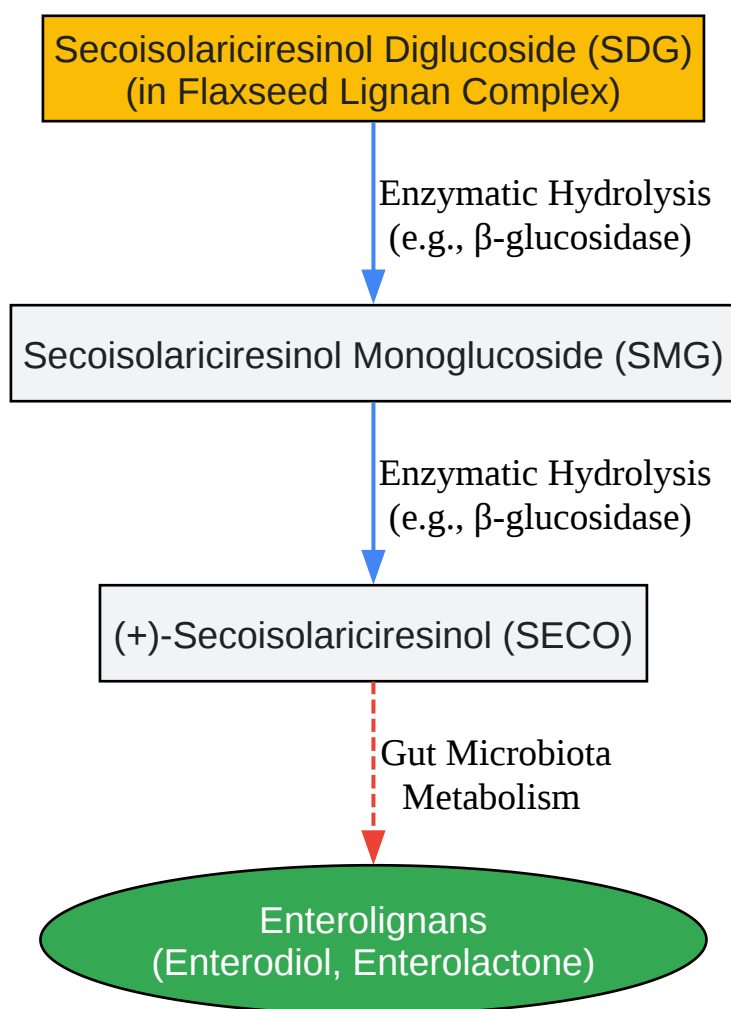 Secoisolariciresinol Diglucoside (SDG)
(in Flaxseed Lignan Complex)
Enzymatic Hydrolysis
(e.g., β-glucosidase)
Secoisolariciresinol Monoglucoside (SMG)
Enzymatic Hydrolysis
(e.g., β-glucosidase)
(+)-Secoisolariciresinol (SECO)
Gut Microbiota
Metabolism
Enterolignans
(Enterodiol, Enterolactone)